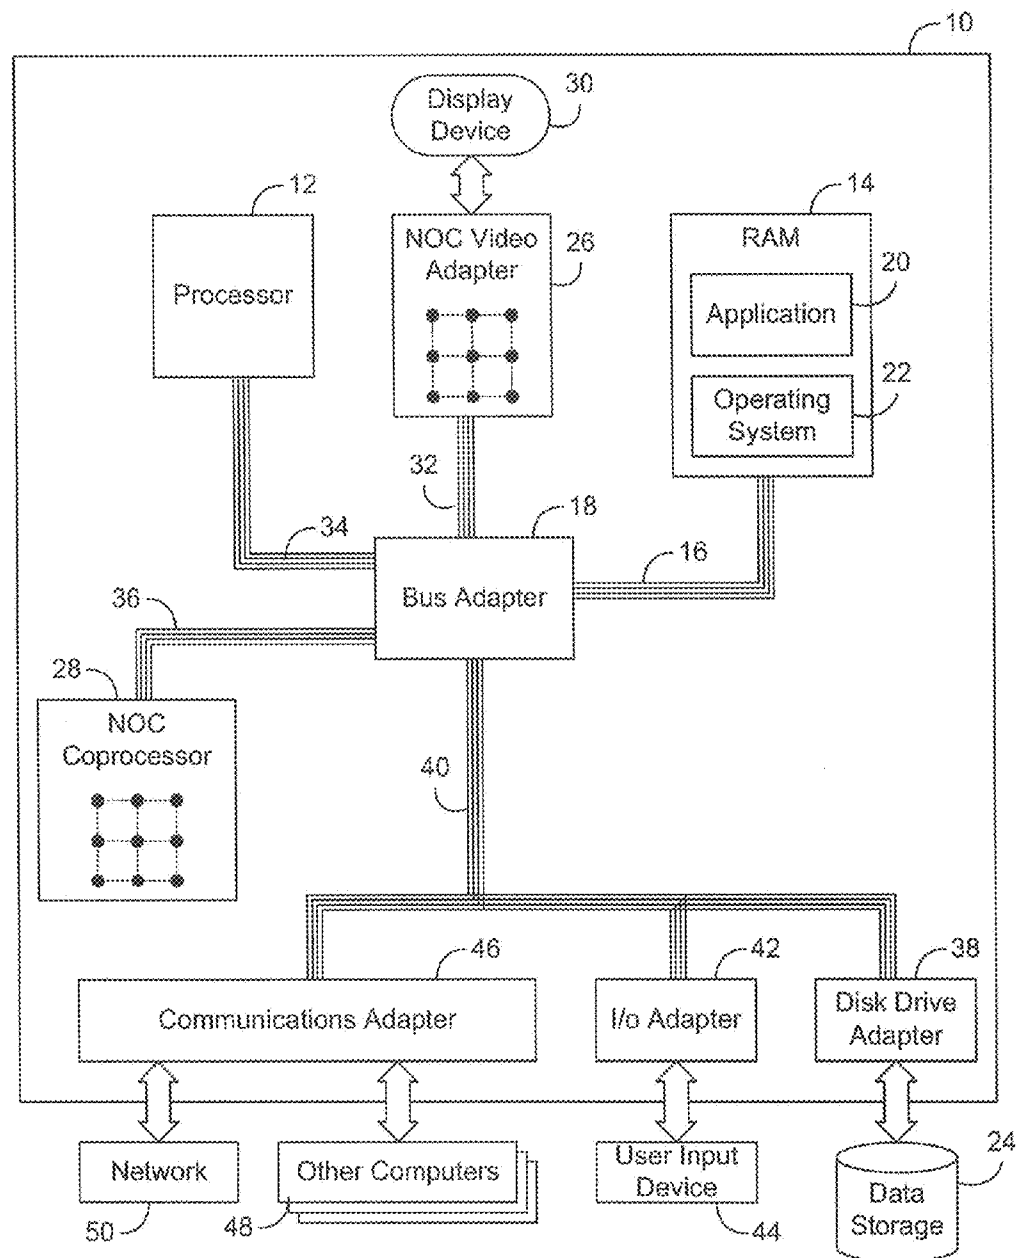 10
Display
Device
30
12
Processor
NOC Video
Adapter
26
14
RAM
20
Application
22
Operating
System
32
34
18
16
Bus Adapter
36
28
NOC
Coprocessor
40
46
Communications Adapter
42
I/o Adapter
38
Disk Drive
Adapter
Network
50
Other Computers
48
User Input
Device
44
24
Data
Storage